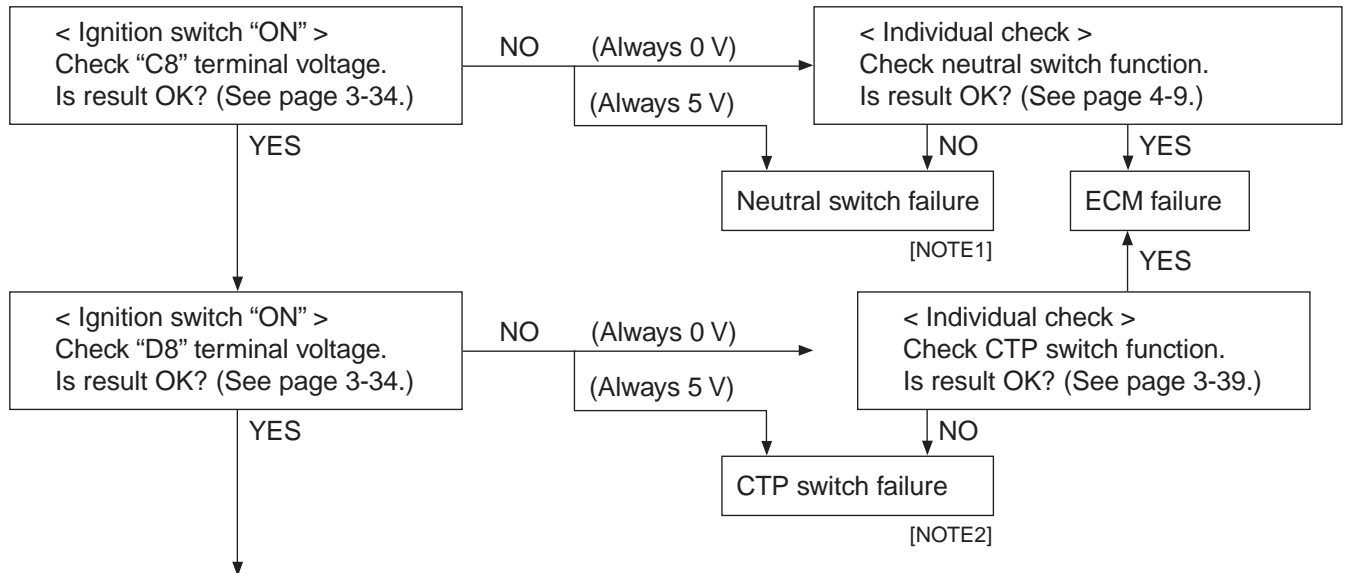 < Ignition switch “ON” >
Check “C8” terminal voltage.
Is result OK? (See page 3-34.)
NO
(Always 0 V)
(Always 5 V)
< Individual check >
Check neutral switch function.
Is result OK? (See page 4-9.)
YES
NO
YES
Neutral switch failure
ECM failure
[NOTE1]
YES
< Ignition switch “ON” >
Check “D8” terminal voltage.
Is result OK? (See page 3-34.)
NO
(Always 0 V)
(Always 5 V)
< Individual check >
Check CTP switch function.
Is result OK? (See page 3-39.)
YES
NO
CTP switch failure
[NOTE2]